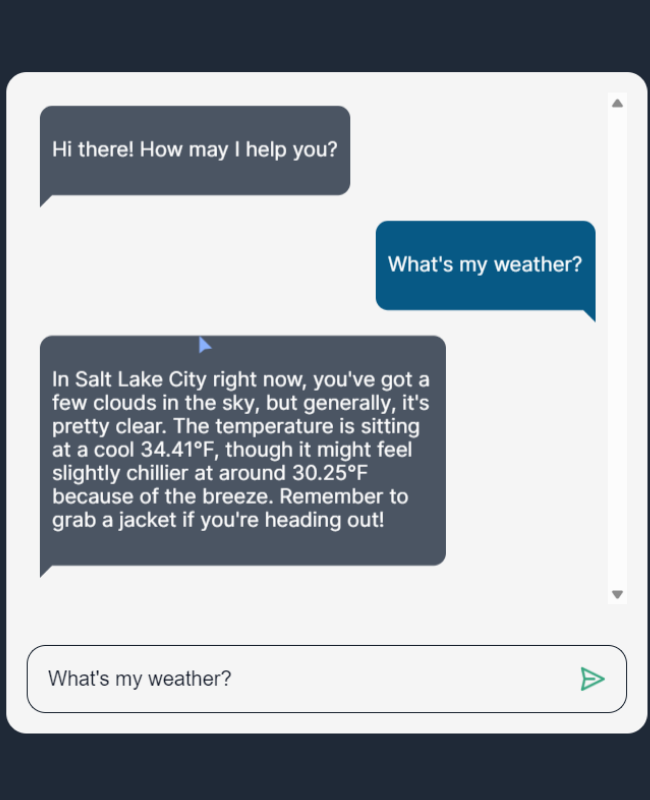 Hi there! How may I help you?
What's my weather?
In Salt Lake City right now, you've got a
few clouds in the sky, but generally, it's
pretty clear. The temperature is sitting
at a cool 34.41°F, though it might feel
slightly chillier at around 30.25°F
because of the breeze. Remember to
grab a jacket if you're heading out!
What's my weather?